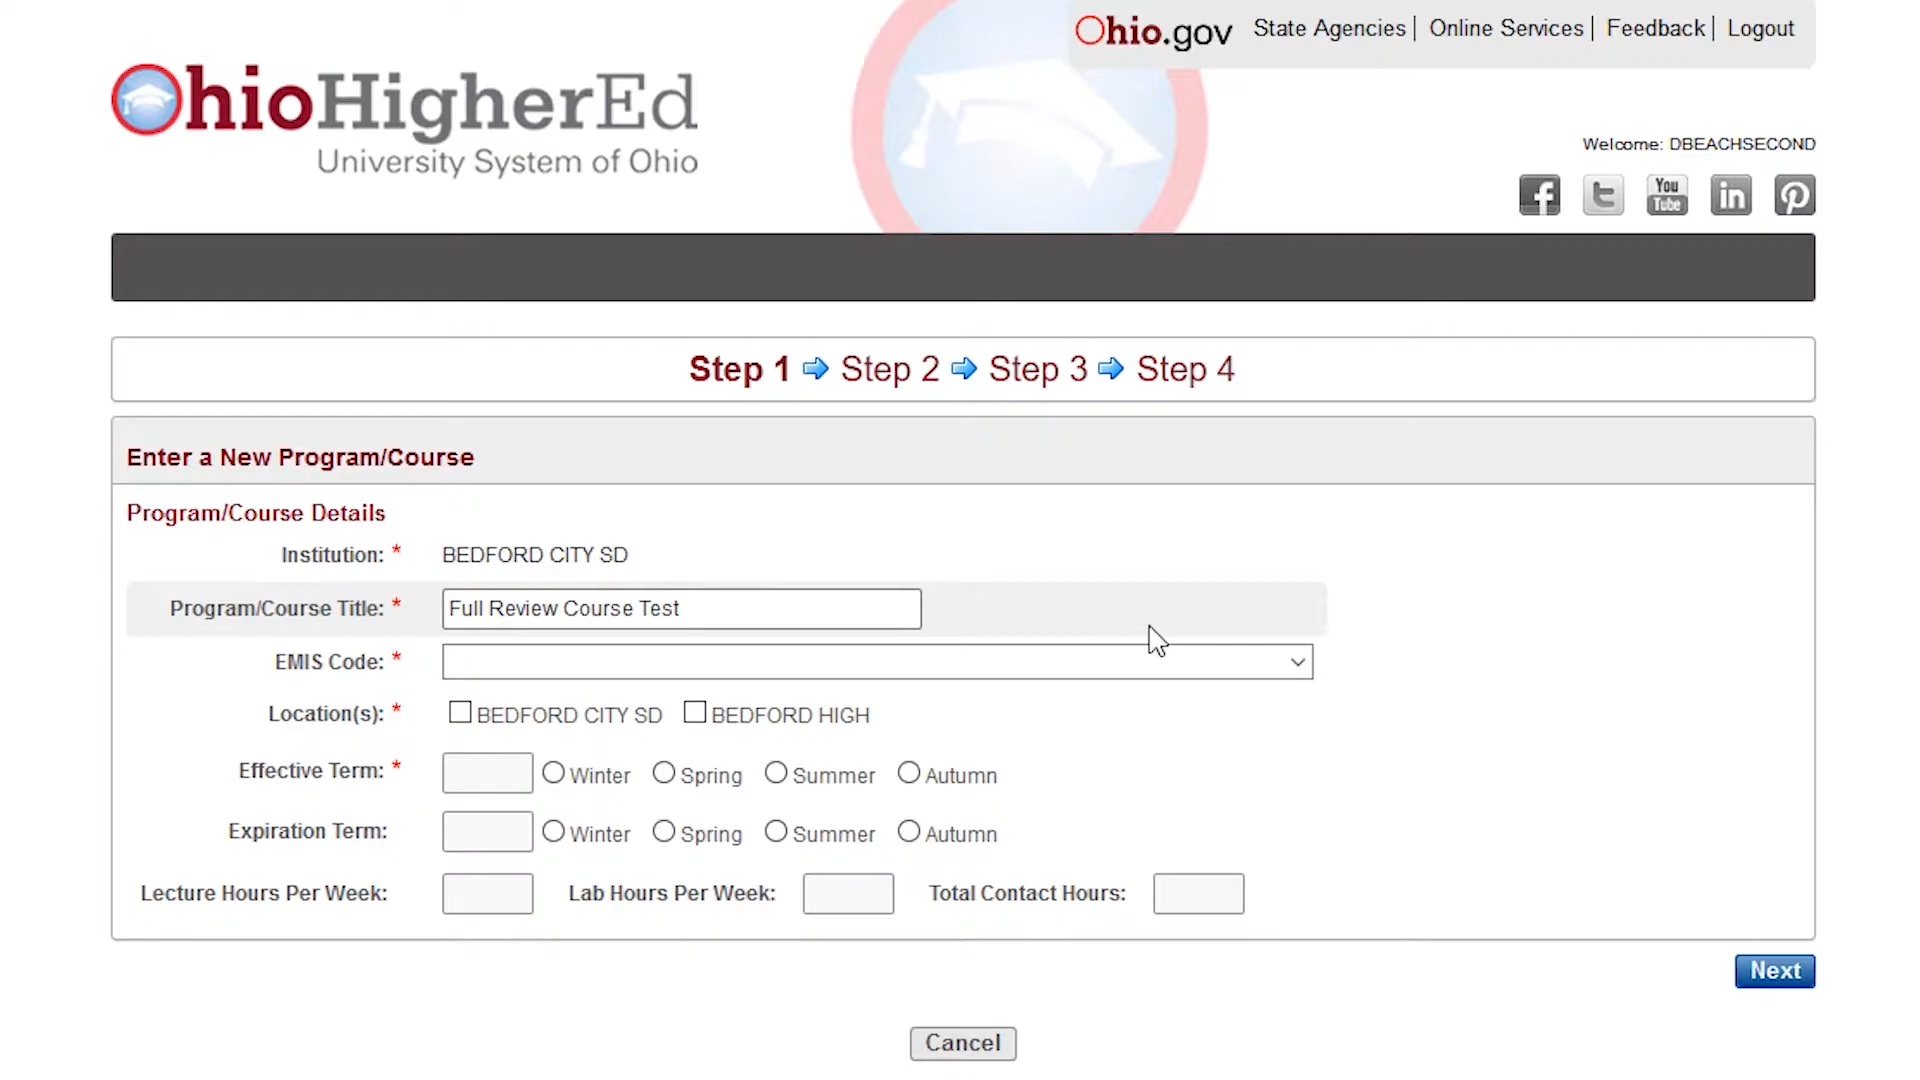 Ohio.gov State Agencies | Online Services | Feedback | Logout
OhioHigherEd
University System of Ohio
Welcome: DBEACHSECOND
You
Tube
Step 1 Step 2 Step 3 Step 4
Enter a New Program/Course
Program/Course Details
Institution: * BEDFORD CITY SD
Program/Course Title: * Full Review Course Test
EMIS Code: *
Location(s): * BEDFORD CITY SD BEDFORD HIGH
Effective Term: * Winter Spring Summer Autumn
Expiration Term: Winter Spring Summer Autumn
Lecture Hours Per Week: Lab Hours Per Week: Total Contact Hours:
Next
Cancel